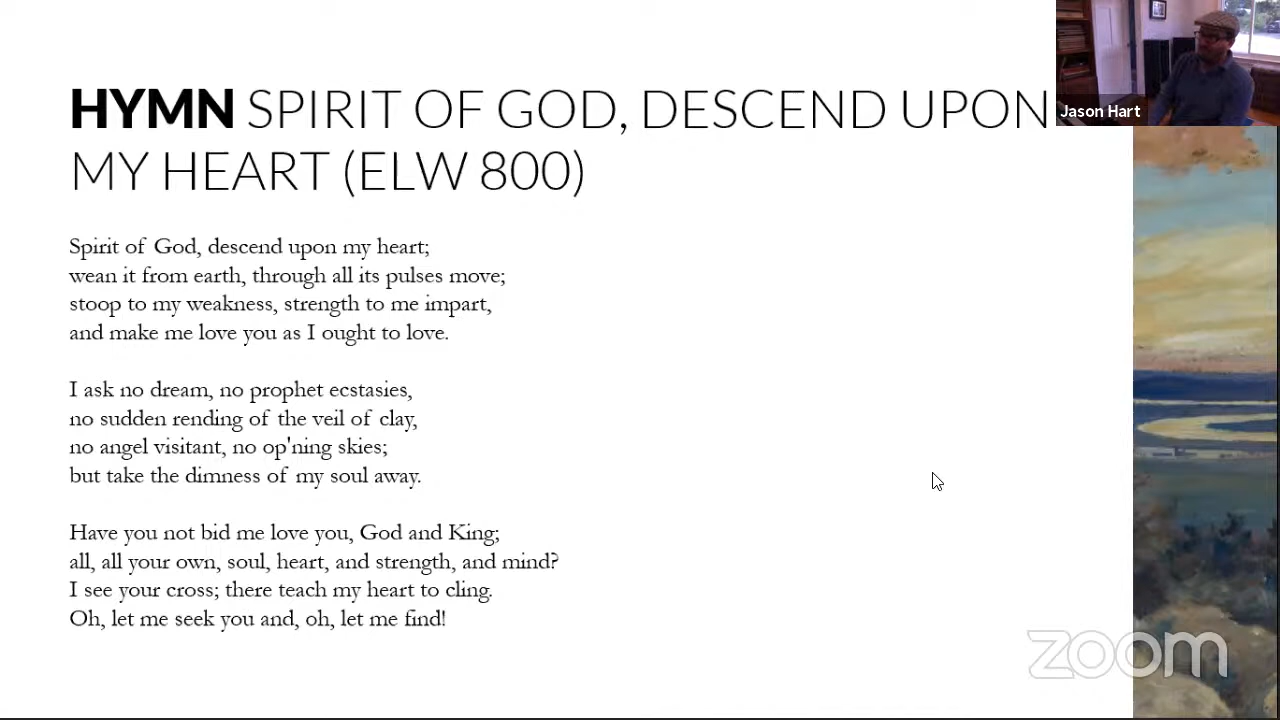 HYMN SPIRIT OF GOD, DESCEND UPON
MY HEART (ELW 800)
Jason Hart
Spirit of God, descend upon my heart;
wean it from earth, through all its pulses move;
stoop to my weakness, strength to me impart,
and make me love you as I ought to love.
I ask no dream, no prophet ecstasies,
no sudden rending of the veil of clay,
no angel visitant, no op'ning skies;
but take the dimness of my soul away.
Have you not bid me love you, God and King;
all, all your own, soul, heart, and strength, and mind?
I see your cross; there teach my heart to cling.
Oh, let me seek you and, oh, let me find!
zoom